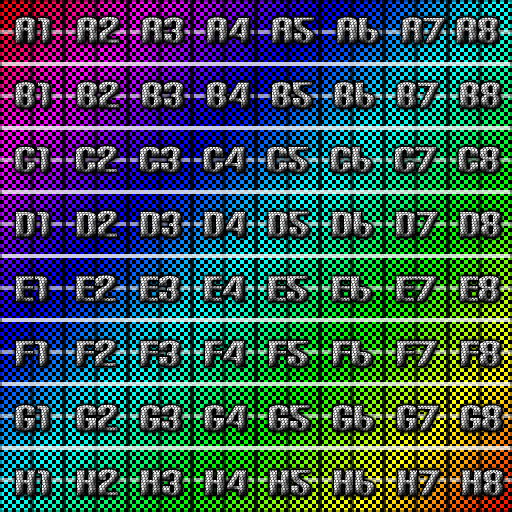 A1 A2 A3 A4 A5 A6 A7 A8
B1 B2 B3 B4 B5 B6 B7 B8
C1 C2 C3 C4 C5 C6 C7 C8
D1 D2 D3 D4 D5 D6 D7 D8
E1 E2 E3 E4 E5 E6 E7 E8
F1 F2 F3 F4 F5 F6 F7 F8
G1 G2 G3 G4 G5 G6 G7 G8
H1 H2 H3 H4 H5 H6 H7 H8